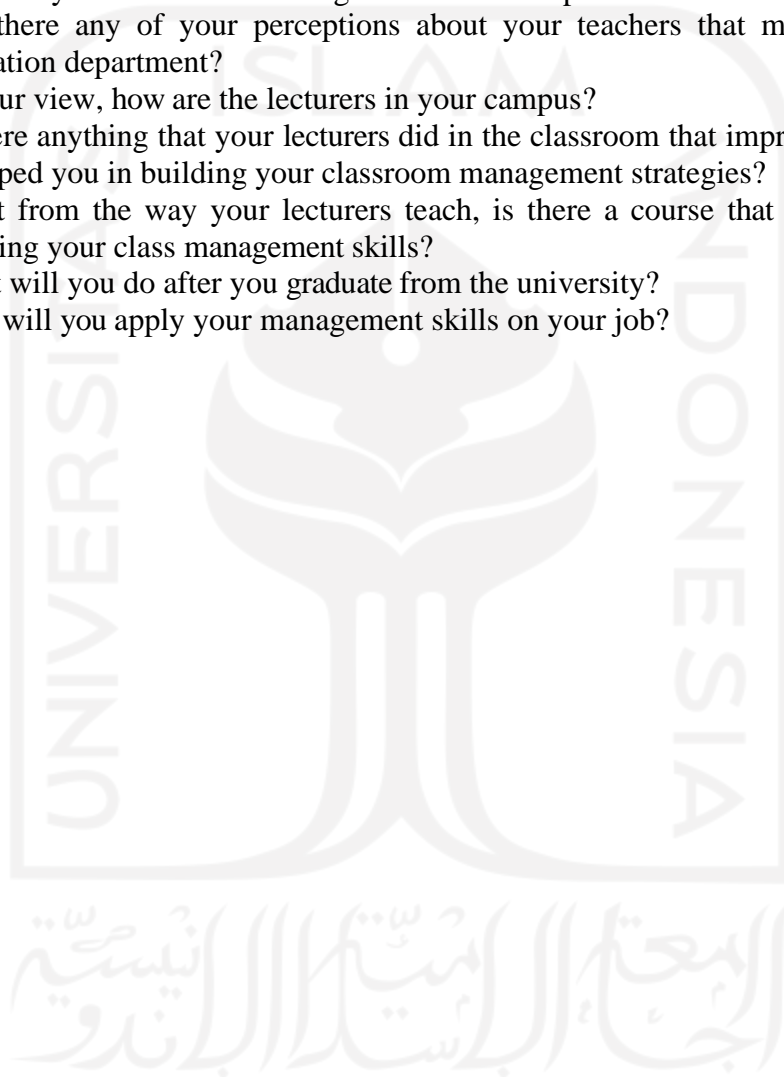 there any of your perceptions about your teachers that m
ation department?
ur view, how are the lecturers in your campus?
ere anything that your lecturers did in the classroom that impr
ped you in building your classroom management strategies?
t from the way your lecturers teach, is there a course that
ing your class management skills?
t will you do after you graduate from the university?
will you apply your management skills on your job?
ISLAM
UNIVERSITAS
INDONESIA